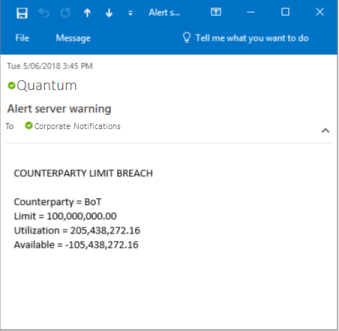 Alert s...
File Message Tell me what you want to do
Tue 5/06/2018 3:45 PM
Quantum
Alert server warning
To Corporate Notifications
COUNTERPARTY LIMIT BREACH
Counterparty = BoT
Limit = 100,000,000.00
Utilization = 205,438,272.16
Available = -105,438,272.16